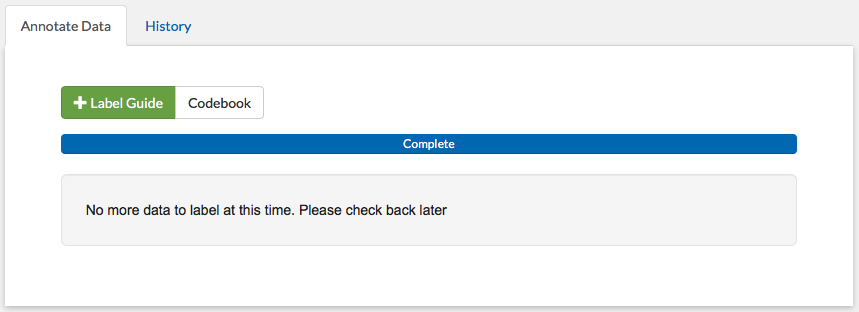 Annotate Data History
Label Guide Codebook
Complete
No more data to label at this time. Please check back later